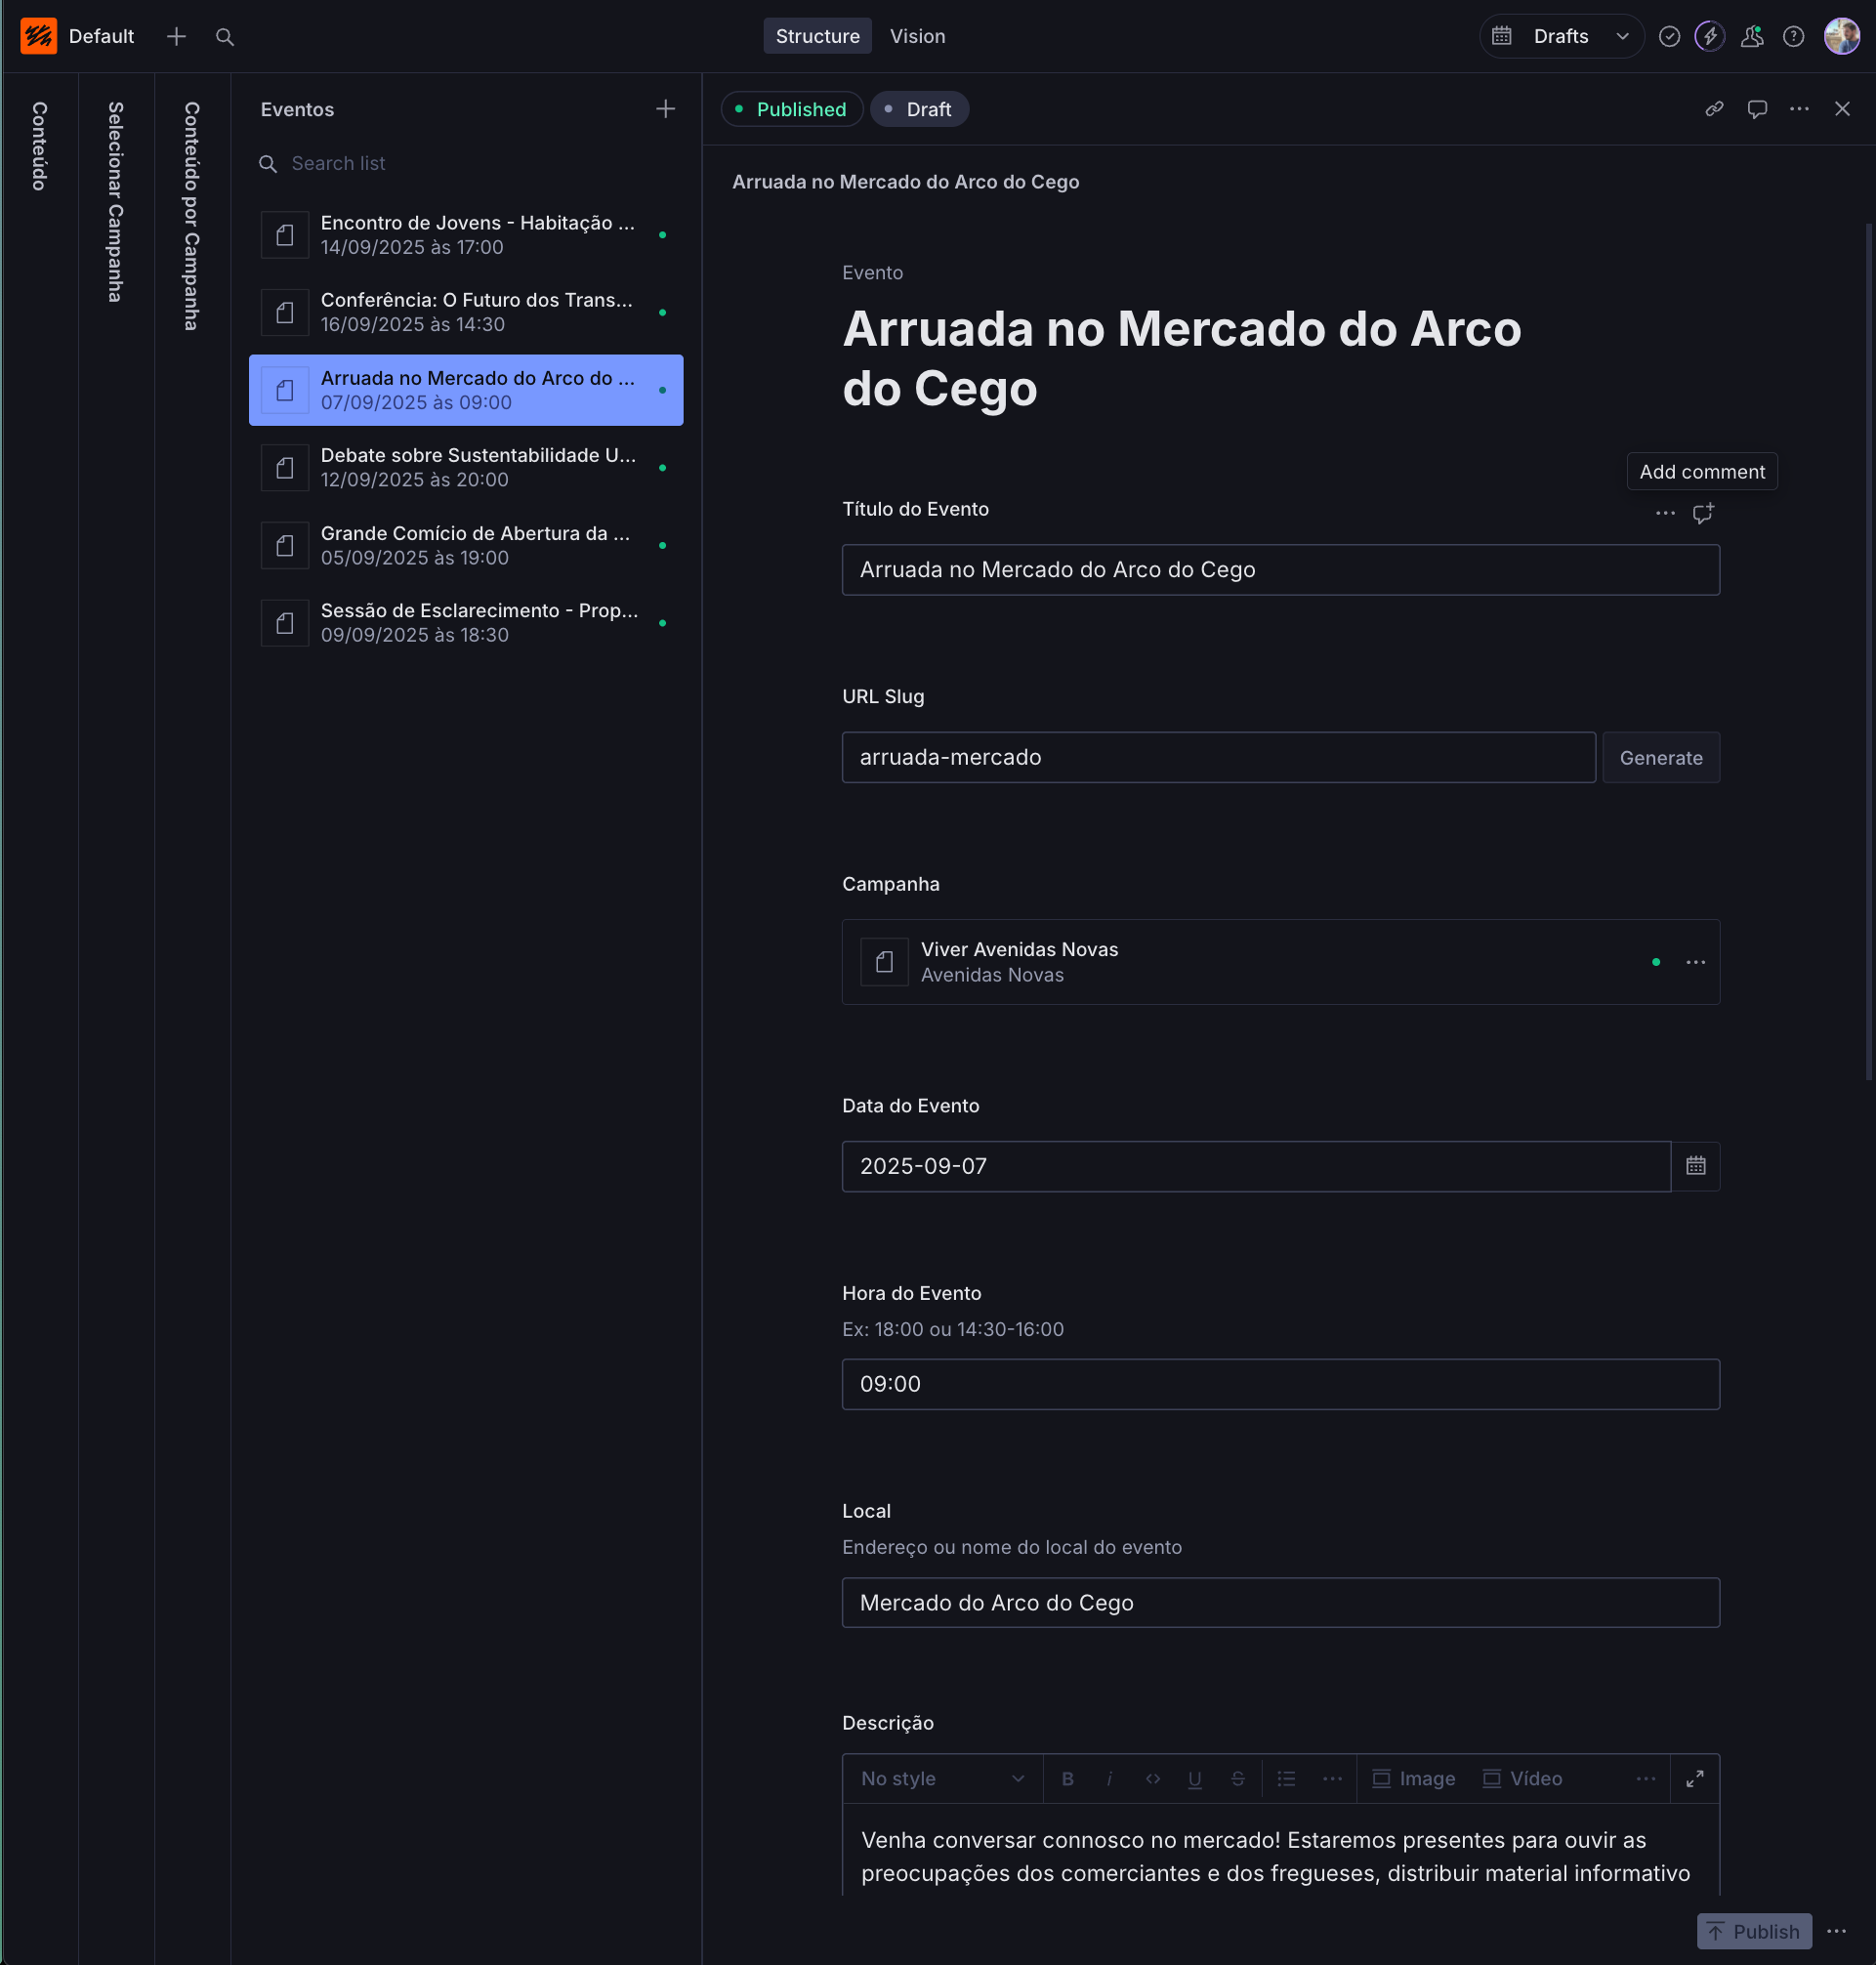 Default
Structure
Vision
Drafts
Conteúdo
Selecionar Campanha
Conteúdo por Campanha
Eventos
Search list
Encontro de Jovens - Habitação ...
14/09/2025 às 17:00
Conferência: O Futuro dos Trans...
16/09/2025 às 14:30
Arruada no Mercado do Arco do ...
07/09/2025 às 09:00
Debate sobre Sustentabilidade U...
12/09/2025 às 20:00
Grande Comício de Abertura da ...
05/09/2025 às 19:00
Sessão de Esclarecimento - Prop...
09/09/2025 às 18:30
Published
Draft
Arruada no Mercado do Arco do Cego
Evento
Arruada no Mercado do Arco
do Cego
Add comment
Título do Evento
Arruada no Mercado do Arco do Cego
URL Slug
arruada-mercado
Generate
Campanha
Viver Avenidas Novas
Avenidas Novas
Data do Evento
2025-09-07
Hora do Evento
Ex: 18:00 ou 14:30-16:00
09:00
Local
Endereço ou nome do local do evento
Mercado do Arco do Cego
Descrição
No style
B i <> U S
Image
Vídeo
Venha conversar connosco no mercado! Estaremos presentes para ouvir as
preocupações dos comerciantes e dos fregueses, distribuir material informativo
Publish